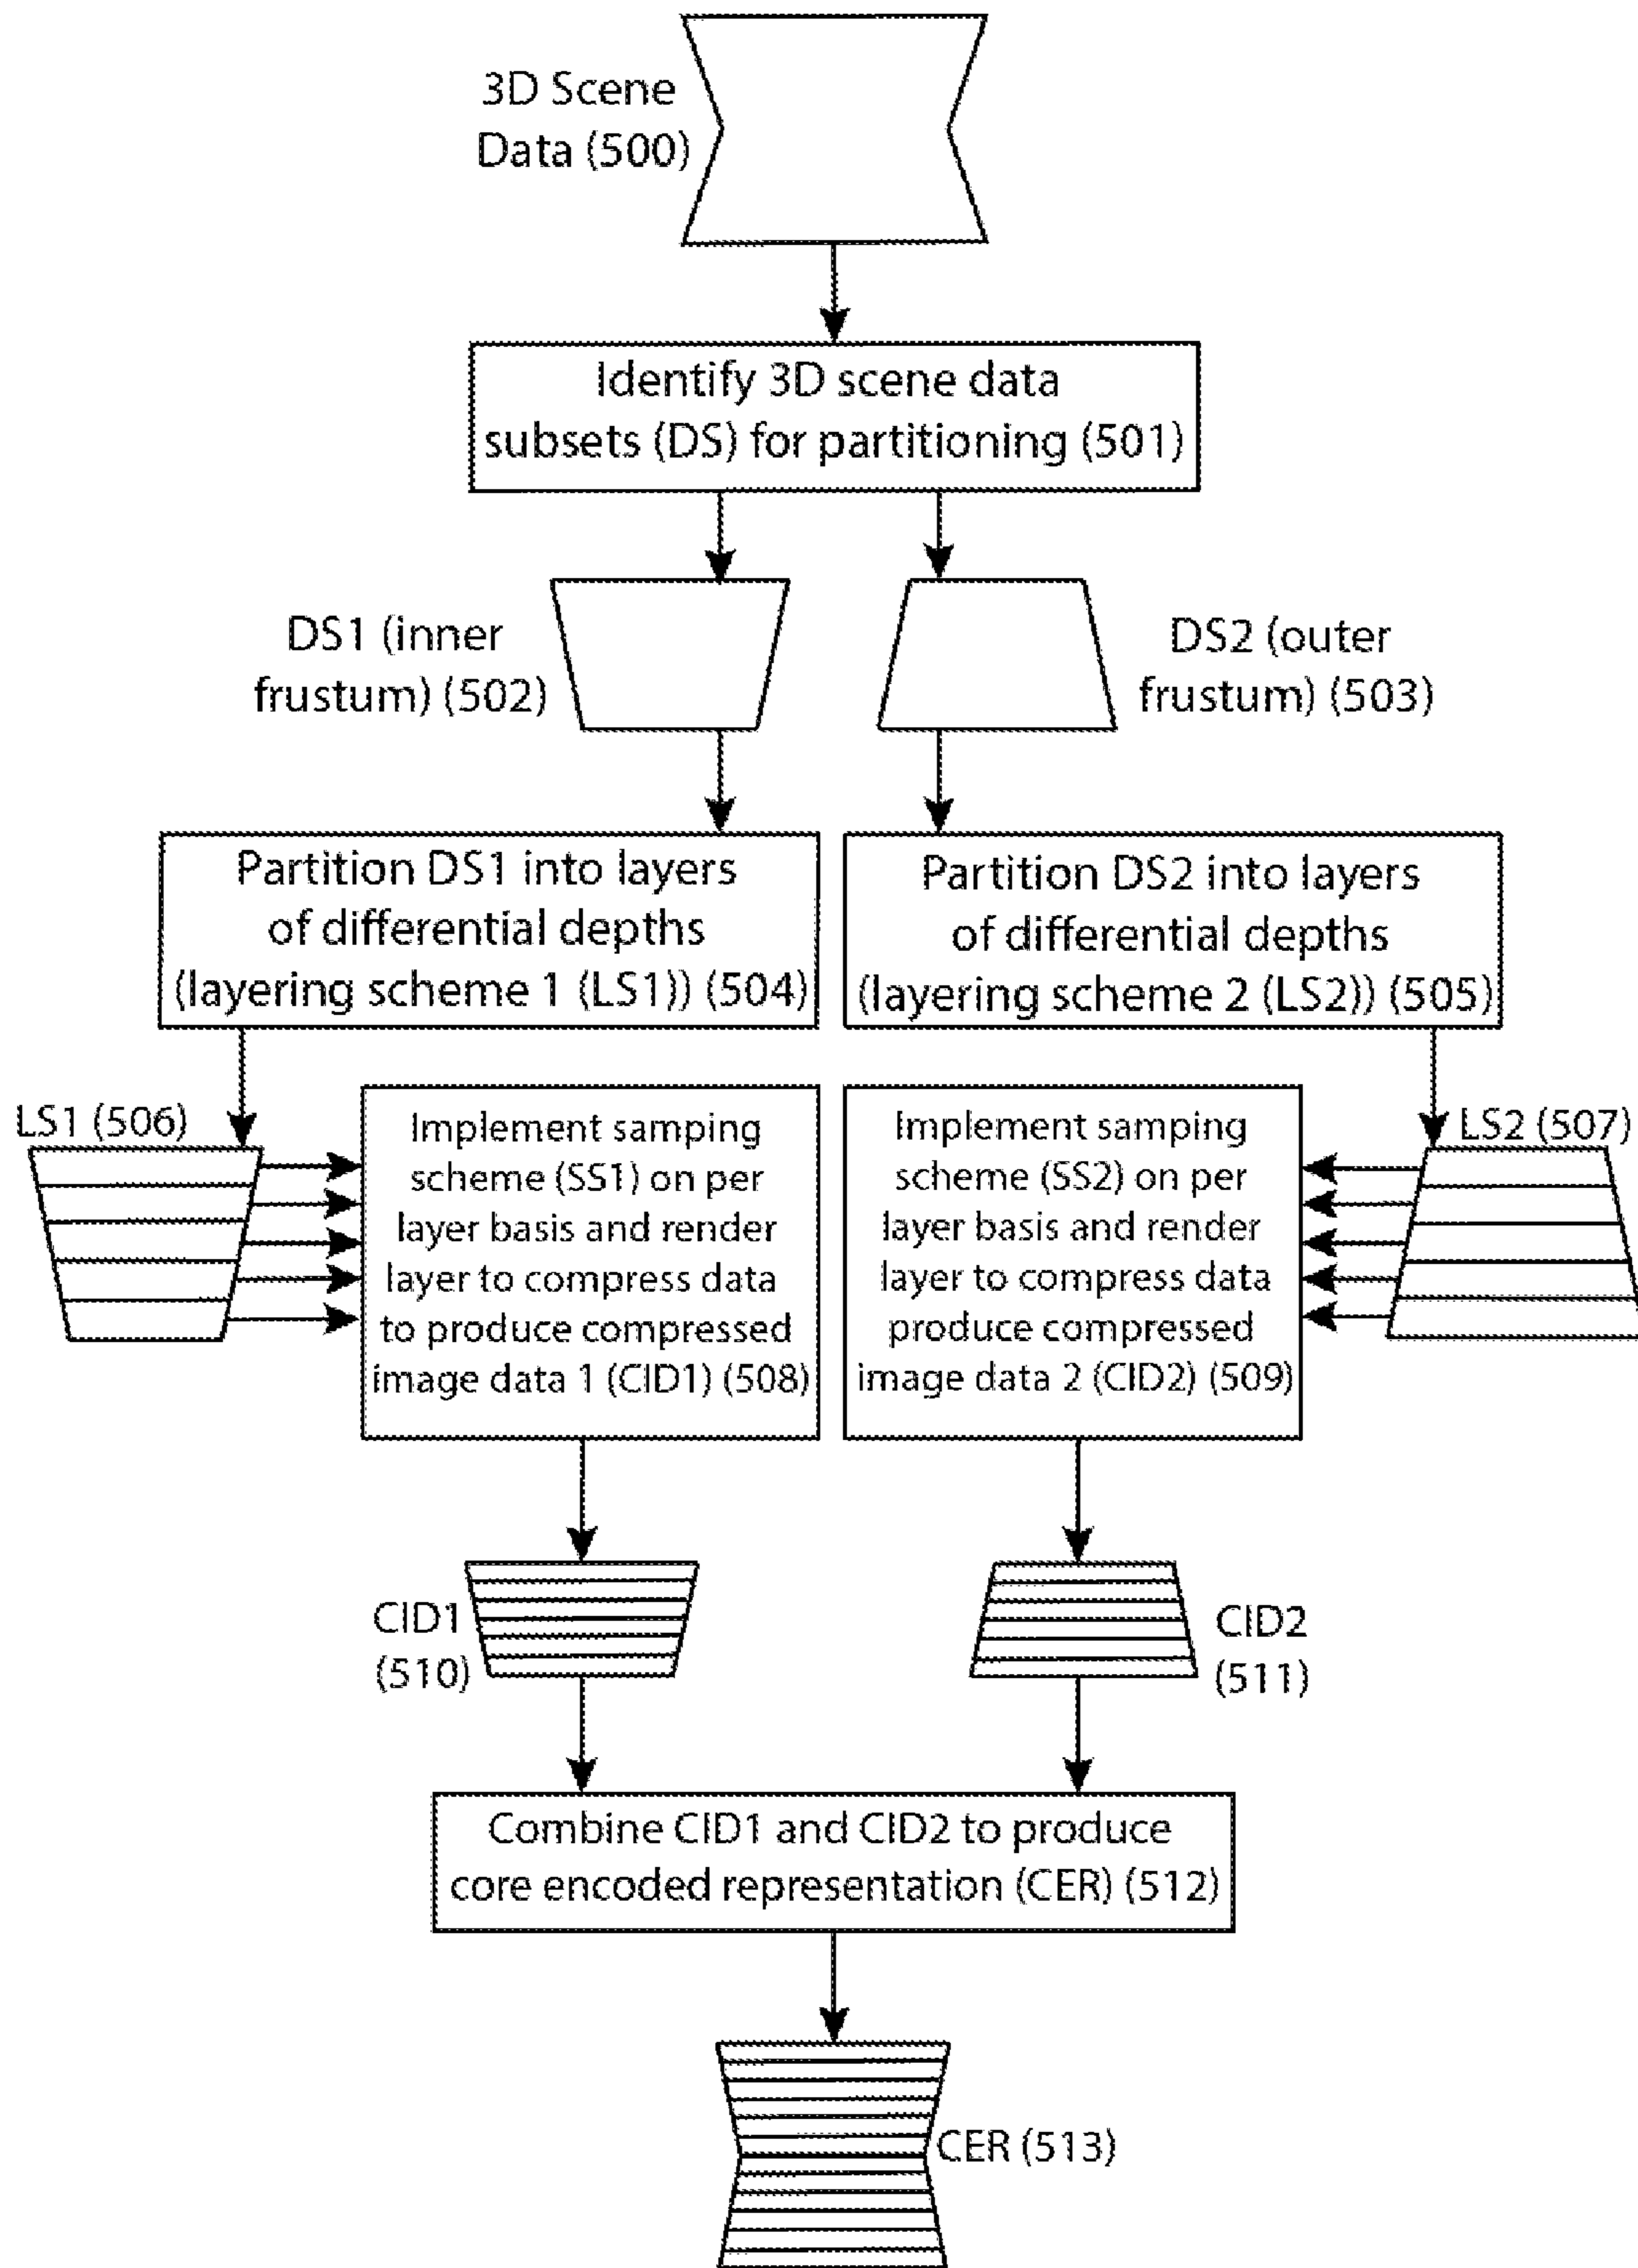 3D Scene
Data (500)
Identify 3D scene data
subsets (DS) for partitioning (501)
DS1 (inner
frustum) (502)
DS2 (outer
frustum) (503)
Partition DS1 into layers
of differential depths
(layering scheme 1 (LS1)) (504)
Partition DS2 into layers
of differential depths
(layering scheme 2 (LS2)) (505)
LS1 (506)
Implement samping
scheme (SS1) on per
layer basis and render
layer to compress data
to produce compressed
image data 1 (CID1) (508)
Implement samping
scheme (SS2) on per
layer basis and render
layer to compress data
produce compressed
image data 2 (CID2) (509)
LS2 (507)
CID1
(510)
CID2
(511)
Combine CID1 and CID2 to produce
core encoded representation (CER) (512)
CER (513)